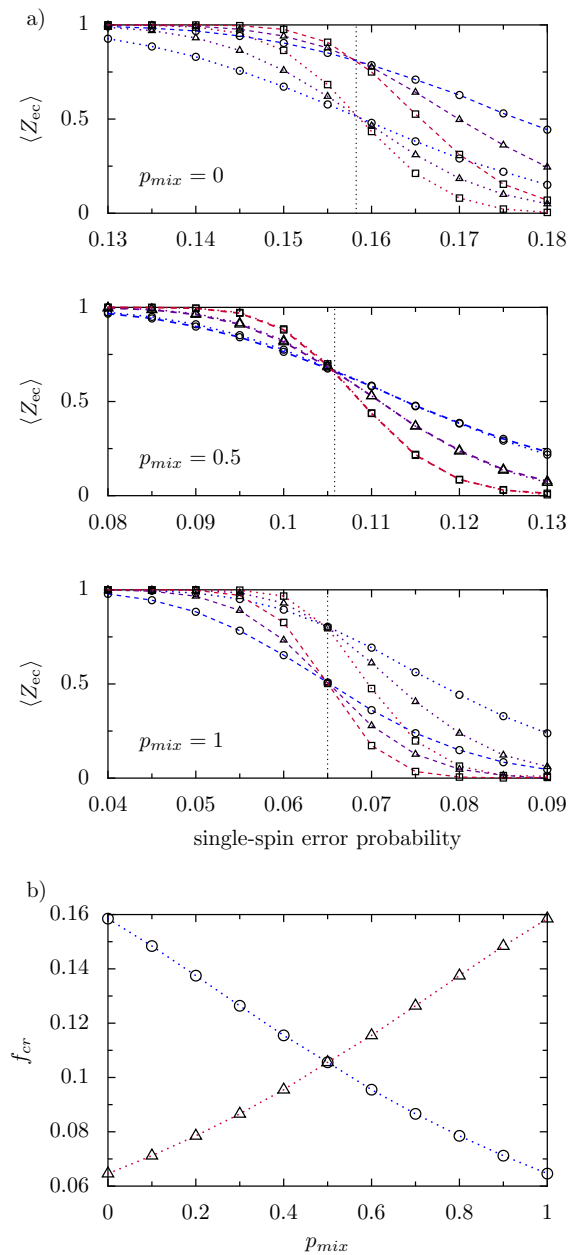 a)
1
0.5
0
⟨Z_ec⟩
p_mix = 0
0.13 0.14 0.15 0.16 0.17 0.18
1
0.5
0
⟨Z_ec⟩
p_mix = 0.5
0.08 0.09 0.1 0.11 0.12 0.13
1
0.5
0
⟨Z_ec⟩
p_mix = 1
0.04 0.05 0.06 0.07 0.08 0.09
single-spin error probability
b)
0.16
0.14
0.12
0.1
0.08
0.06
f_cr
0 0.2 0.4 0.6 0.8 1
p_mix